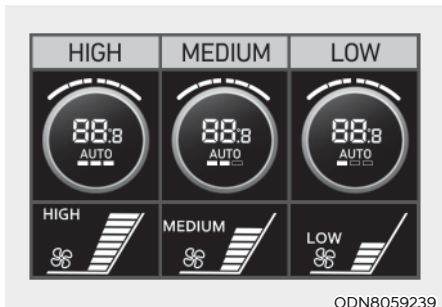 HIGH MEDIUM LOW
88:8 88:8 88:8
AUTO AUTO AUTO
HIGH MEDIUM LOW
ODN8059239